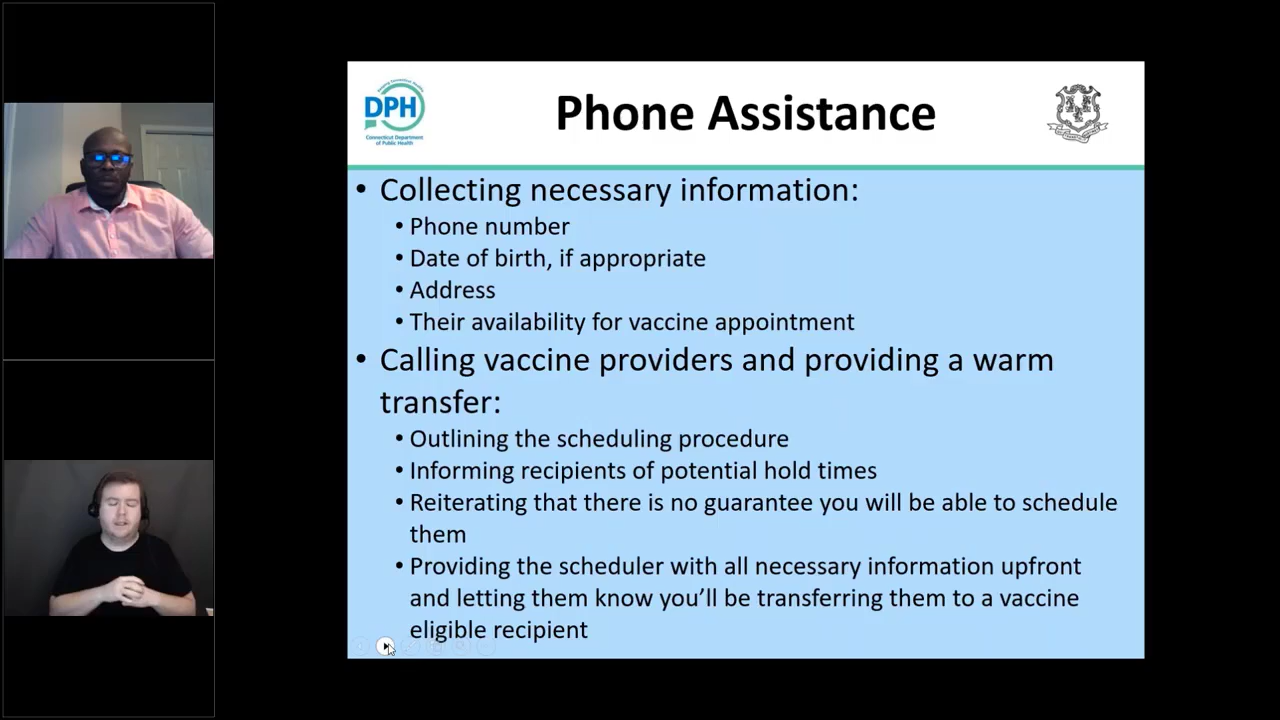 DPH
Connecticut Department
of Public Health
Phone Assistance
• Collecting necessary information:
• Phone number
• Date of birth, if appropriate
• Address
• Their availability for vaccine appointment
• Calling vaccine providers and providing a warm
transfer:
• Outlining the scheduling procedure
• Informing recipients of potential hold times
• Reiterating that there is no guarantee you will be able to schedule
them
• Providing the scheduler with all necessary information upfront
and letting them know you’ll be transferring them to a vaccine
eligible recipient